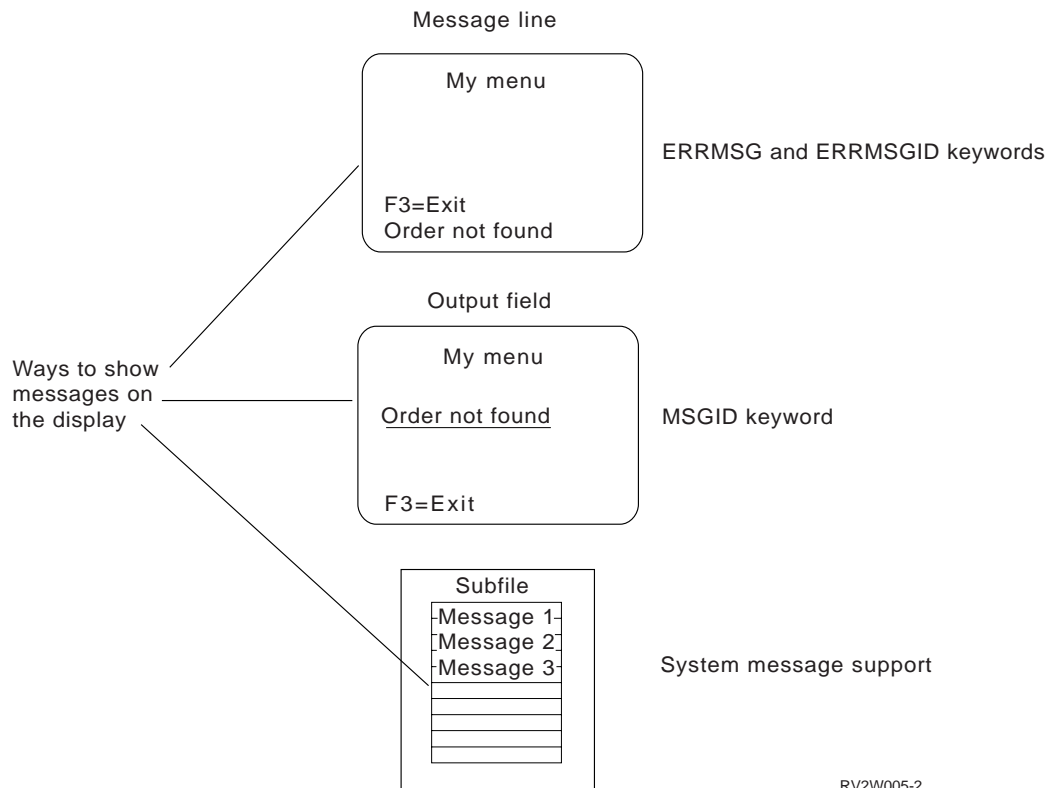 Message line
My menu
ERRMSG and ERRMSGID keywords
F3=Exit
Order not found
Output field
My menu
Ways to show
messages on
the display
Order not found
MSGID keyword
F3=Exit
Subfile
Message 1
Message 2
Message 3
System message support
RV2W005-2